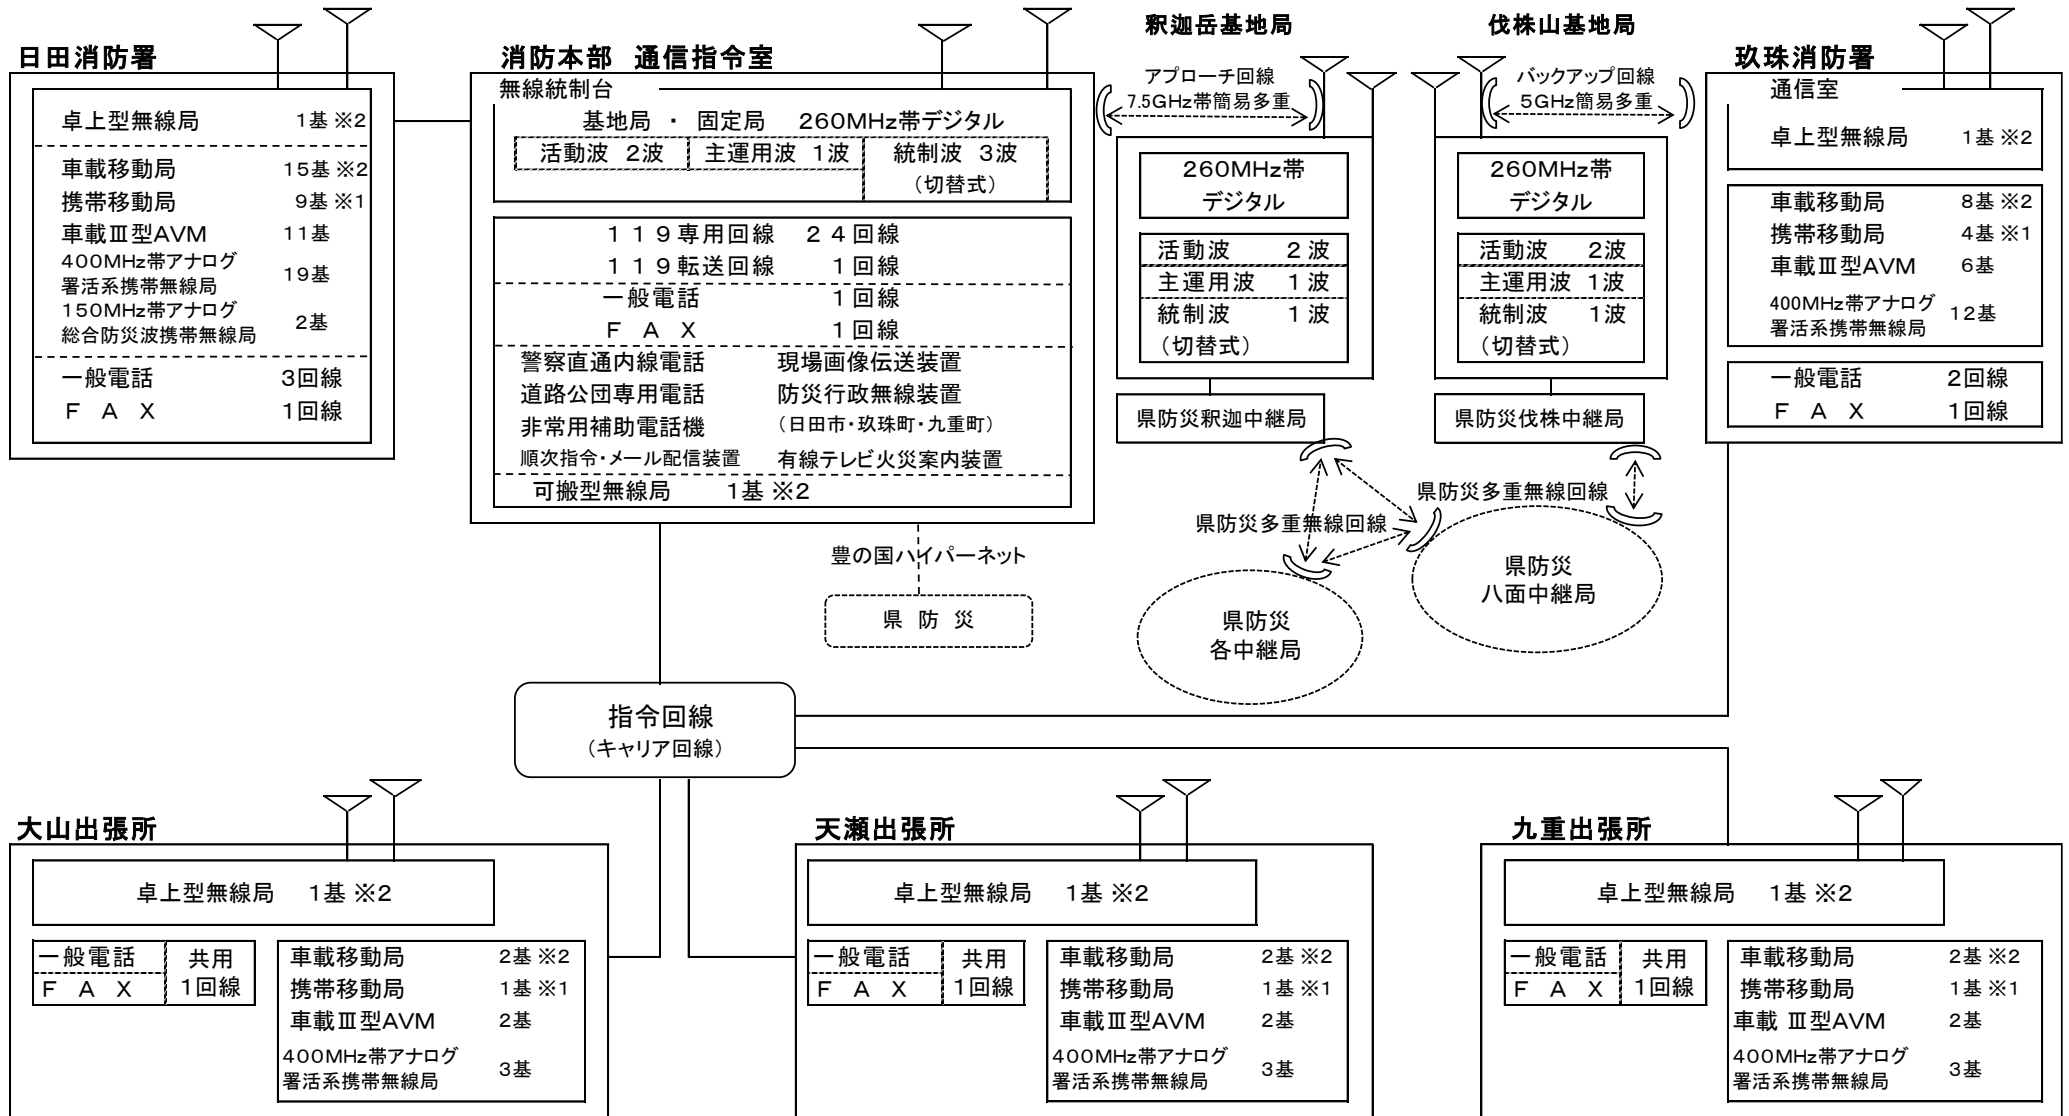 日田消防署
卓上型無線局 1基 ※2
車載移動局 15基 ※2
携帯移動局 9基 ※1
車載Ⅲ型AVM 11基
400MHz帯アナログ
署活系携帯無線局 19基
150MHz帯アナログ
総合防災波携帯無線局 2基
一般電話 3回線
F A X 1回線
消防本部 通信指令室
無線統制台
基地局 ・ 固定局 260MHz帯デジタル
活動波 2波 主運用波 1波 統制波 3波
(切替式)
119専用回線 24回線
119転送回線 1回線
一般電話 1回線
F A X 1回線
警察直通内線電話 現場画像伝送装置
道路公団専用電話 防災行政無線装置
非常用補助電話機 (日田市・玖珠町・九重町)
順次指令・メール配信装置 有線テレビ火災案内装置
可搬型無線局 1基 ※2
豊の国ハイパーネット
県 防 災
釈迦岳基地局
アプローチ回線
7.5GHz帯簡易多重
260MHz帯
デジタル
活動波 2波
主運用波 1波
統制波 1波
(切替式)
県防災釈迦中継局
伐株山基地局
バックアップ回線
5GHz簡易多重
260MHz帯
デジタル
活動波 2波
主運用波 1波
統制波 1波
(切替式)
県防災伐株中継局
県防災多重無線回線
県防災多重無線回線
県防災
八面中継局
県防災
各中継局
玖珠消防署
通信室
卓上型無線局 1基 ※2
車載移動局 8基 ※2
携帯移動局 4基 ※1
車載Ⅲ型AVM 6基
400MHz帯アナログ
署活系携帯無線局 12基
一般電話 2回線
F A X 1回線
指令回線
(キャリア回線)
大山出張所
卓上型無線局 1基 ※2
一般電話 共用
F A X 1回線
車載移動局 2基 ※2
携帯移動局 1基 ※1
車載Ⅲ型AVM 2基
400MHz帯アナログ
署活系携帯無線局 3基
天瀬出張所
卓上型無線局 1基 ※2
一般電話 共用
F A X 1回線
車載移動局 2基 ※2
携帯移動局 1基 ※1
車載Ⅲ型AVM 2基
400MHz帯アナログ
署活系携帯無線局 3基
九重出張所
卓上型無線局 1基 ※2
一般電話 共用
F A X 1回線
車載移動局 2基 ※2
携帯移動局 1基 ※1
車載 Ⅲ型AVM 2基
400MHz帯アナログ
署活系携帯無線局 3基